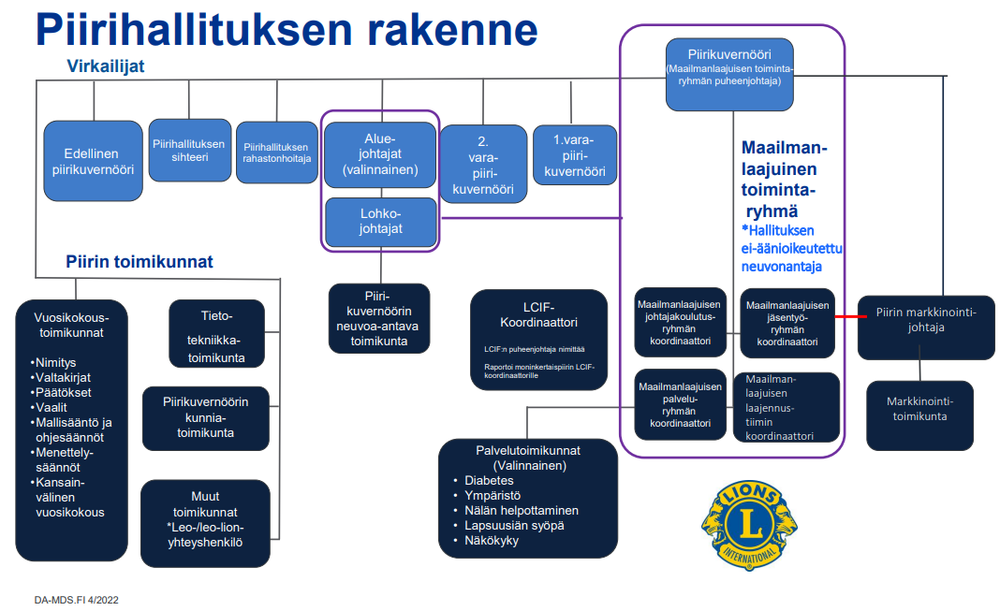 Piirihallituksen rakenne
Virkailijat
Piirikuvernööri
(Maailmanlaajuisen toiminta-
ryhmän puheenjohtaja)
Edellinen
piirikuvernööri
Piirihallituksen
sihteeri
Piirihallituksen
rahastonhoitaja
Alue-
johtajat
(valinnainen)
2.
vara-
piiri-
kuvernööri
1.vara-
piiri-
kuvernööri
Lohko-
johtajat
Maailman-
laajuinen
toiminta-
ryhmä
*Hallituksen
ei-äänioikeutettu
neuvonantaja
Piirin toimikunnat
Vuosikokous-
toimikunnat
•Nimitys
•Valtakirjat
•Päätökset
•Vaalit
•Mallisääntö ja
ohjesäännöt
•Menettely-
säännöt
•Kansain-
välinen
vuosikokous
Tieto-
tekniikka-
toimikunta
Piirikuvernöörin
kunnia-
toimikunta
Muut
toimikunnat
*Leo-/leo-lion-
yhteyshenkilö
Piiri-
kuvernöörin
neuvoa-antava
toimikunta
LCIF-
Koordinaattori
LCIF:n puheenjohtaja nimittää
Raportoi moninkertaispiirin LCIF-
koordinaattorille
Maailmanlaajuisen
johtajakoulutus-
ryhmän
koordinaattori
Maailmanlaajuisen
jäsentyö-
ryhmän
koordinaattori
Piirin markkinointi-
johtaja
Maailmanlaajuisen
palvelu-
ryhmän
koordinaattori
Maailman-
laajuisen
laajennus-
tiimin
koordinaattori
Markkinointi-
toimikunta
Palvelutoimikunnat
(Valinnainen)
• Diabetes
• Ympäristö
• Nälän helpottaminen
• Lapsuusiän syöpä
• Näkökyky
LIONS
L
INTERNATIONAL
DA-MDS.FI 4/2022